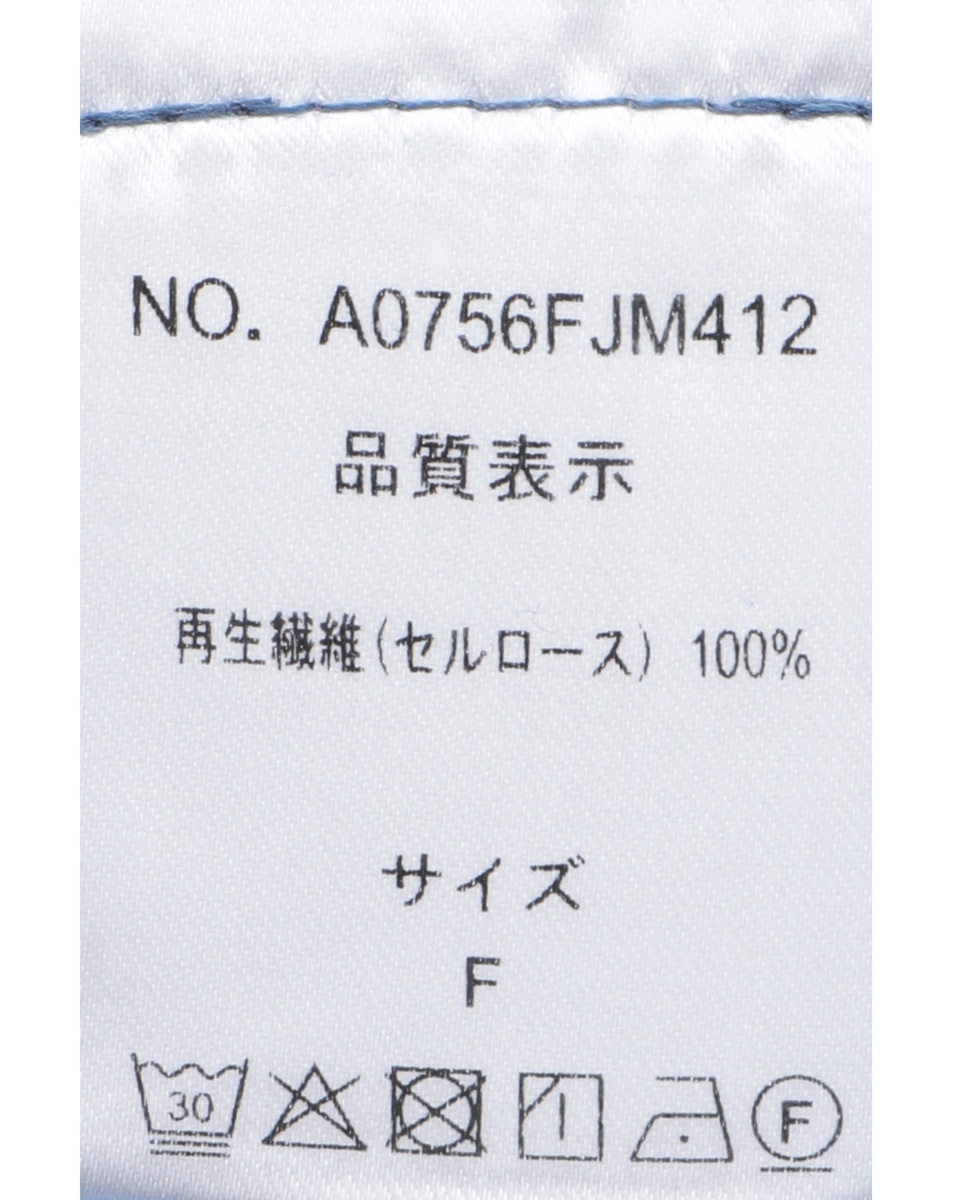 NO. A0756FJM412
品質表示
再生繊維(セルロース) 100%
サイズ
F
30 F